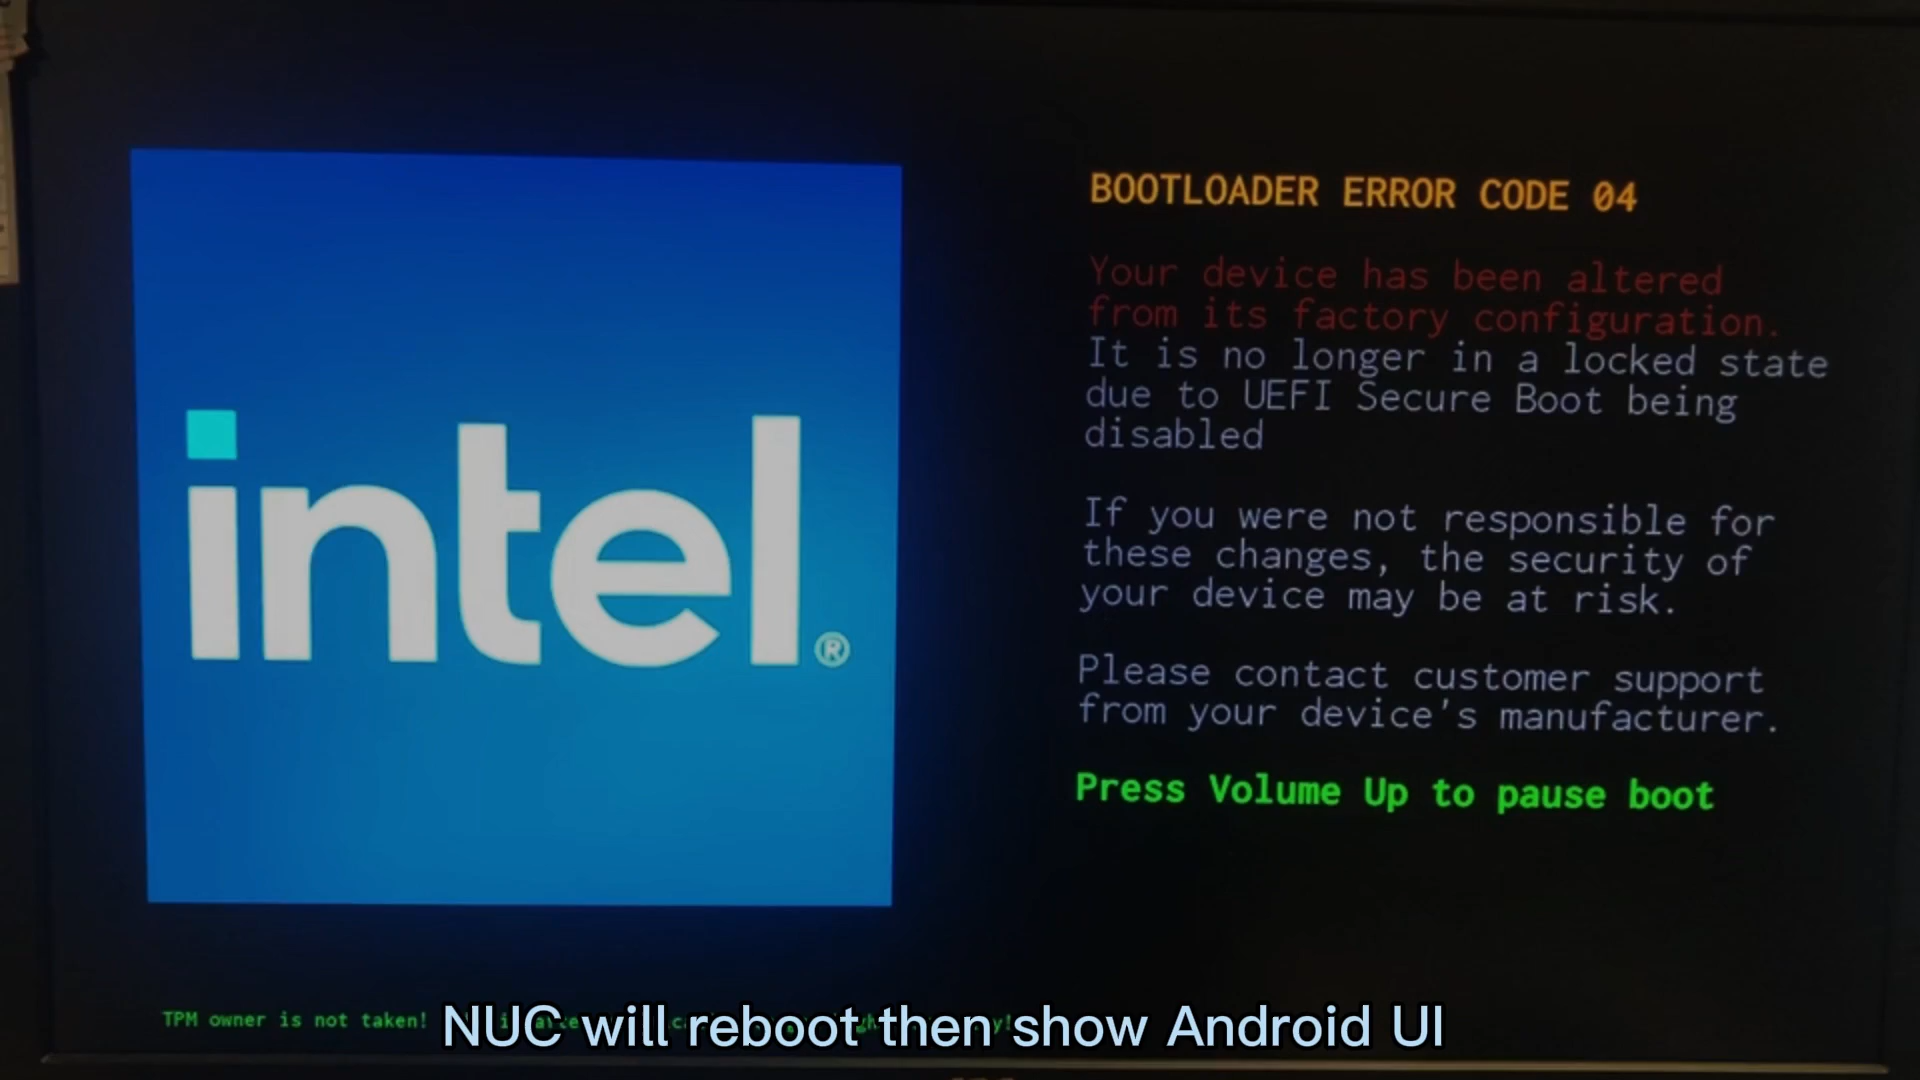 intel
®
BOOTLOADER ERROR CODE 04
Your device has been altered
from its factory configuration.
It is no longer in a locked state
due to UEFI Secure Boot being
disabled
If you were not responsible for
these changes, the security of
your device may be at risk.
Please contact customer support
from your device's manufacturer.
Press Volume Up to pause boot
TPM owner is not taken!
NUC will reboot then show Android UI